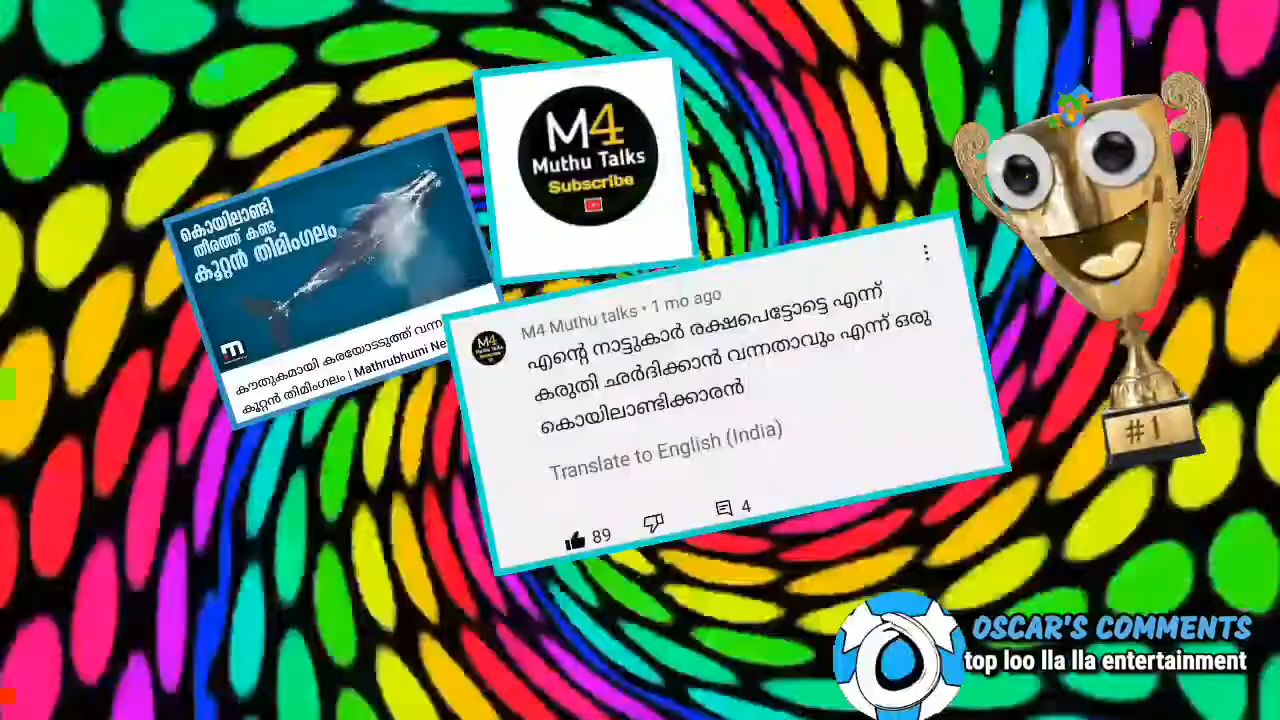 M4
Muthu Talks
Subscribe
കൊയിലാണ്ടി
തീരത്ത് കണ്ട
കൂറ്റൻ തിമിംഗലം
കൗതുകമായി കരയോടടുത്ത്
കൂറ്റൻ തിമിംഗലം | Mathrubhumi
M4 Muthu talks • 1 mo ago
എന്റെ നാട്ടുകാർ രക്ഷപെട്ടോട്ടെ എന്ന്
കരുതി ഛർദിക്കാൻ വന്നതാവും എന്ന് ഒരു
കൊയിലാണ്ടിക്കാരൻ
Translate to English (India)
89
4
#1
OSCAR'S COMMENTS
top loo lla lla entertainment